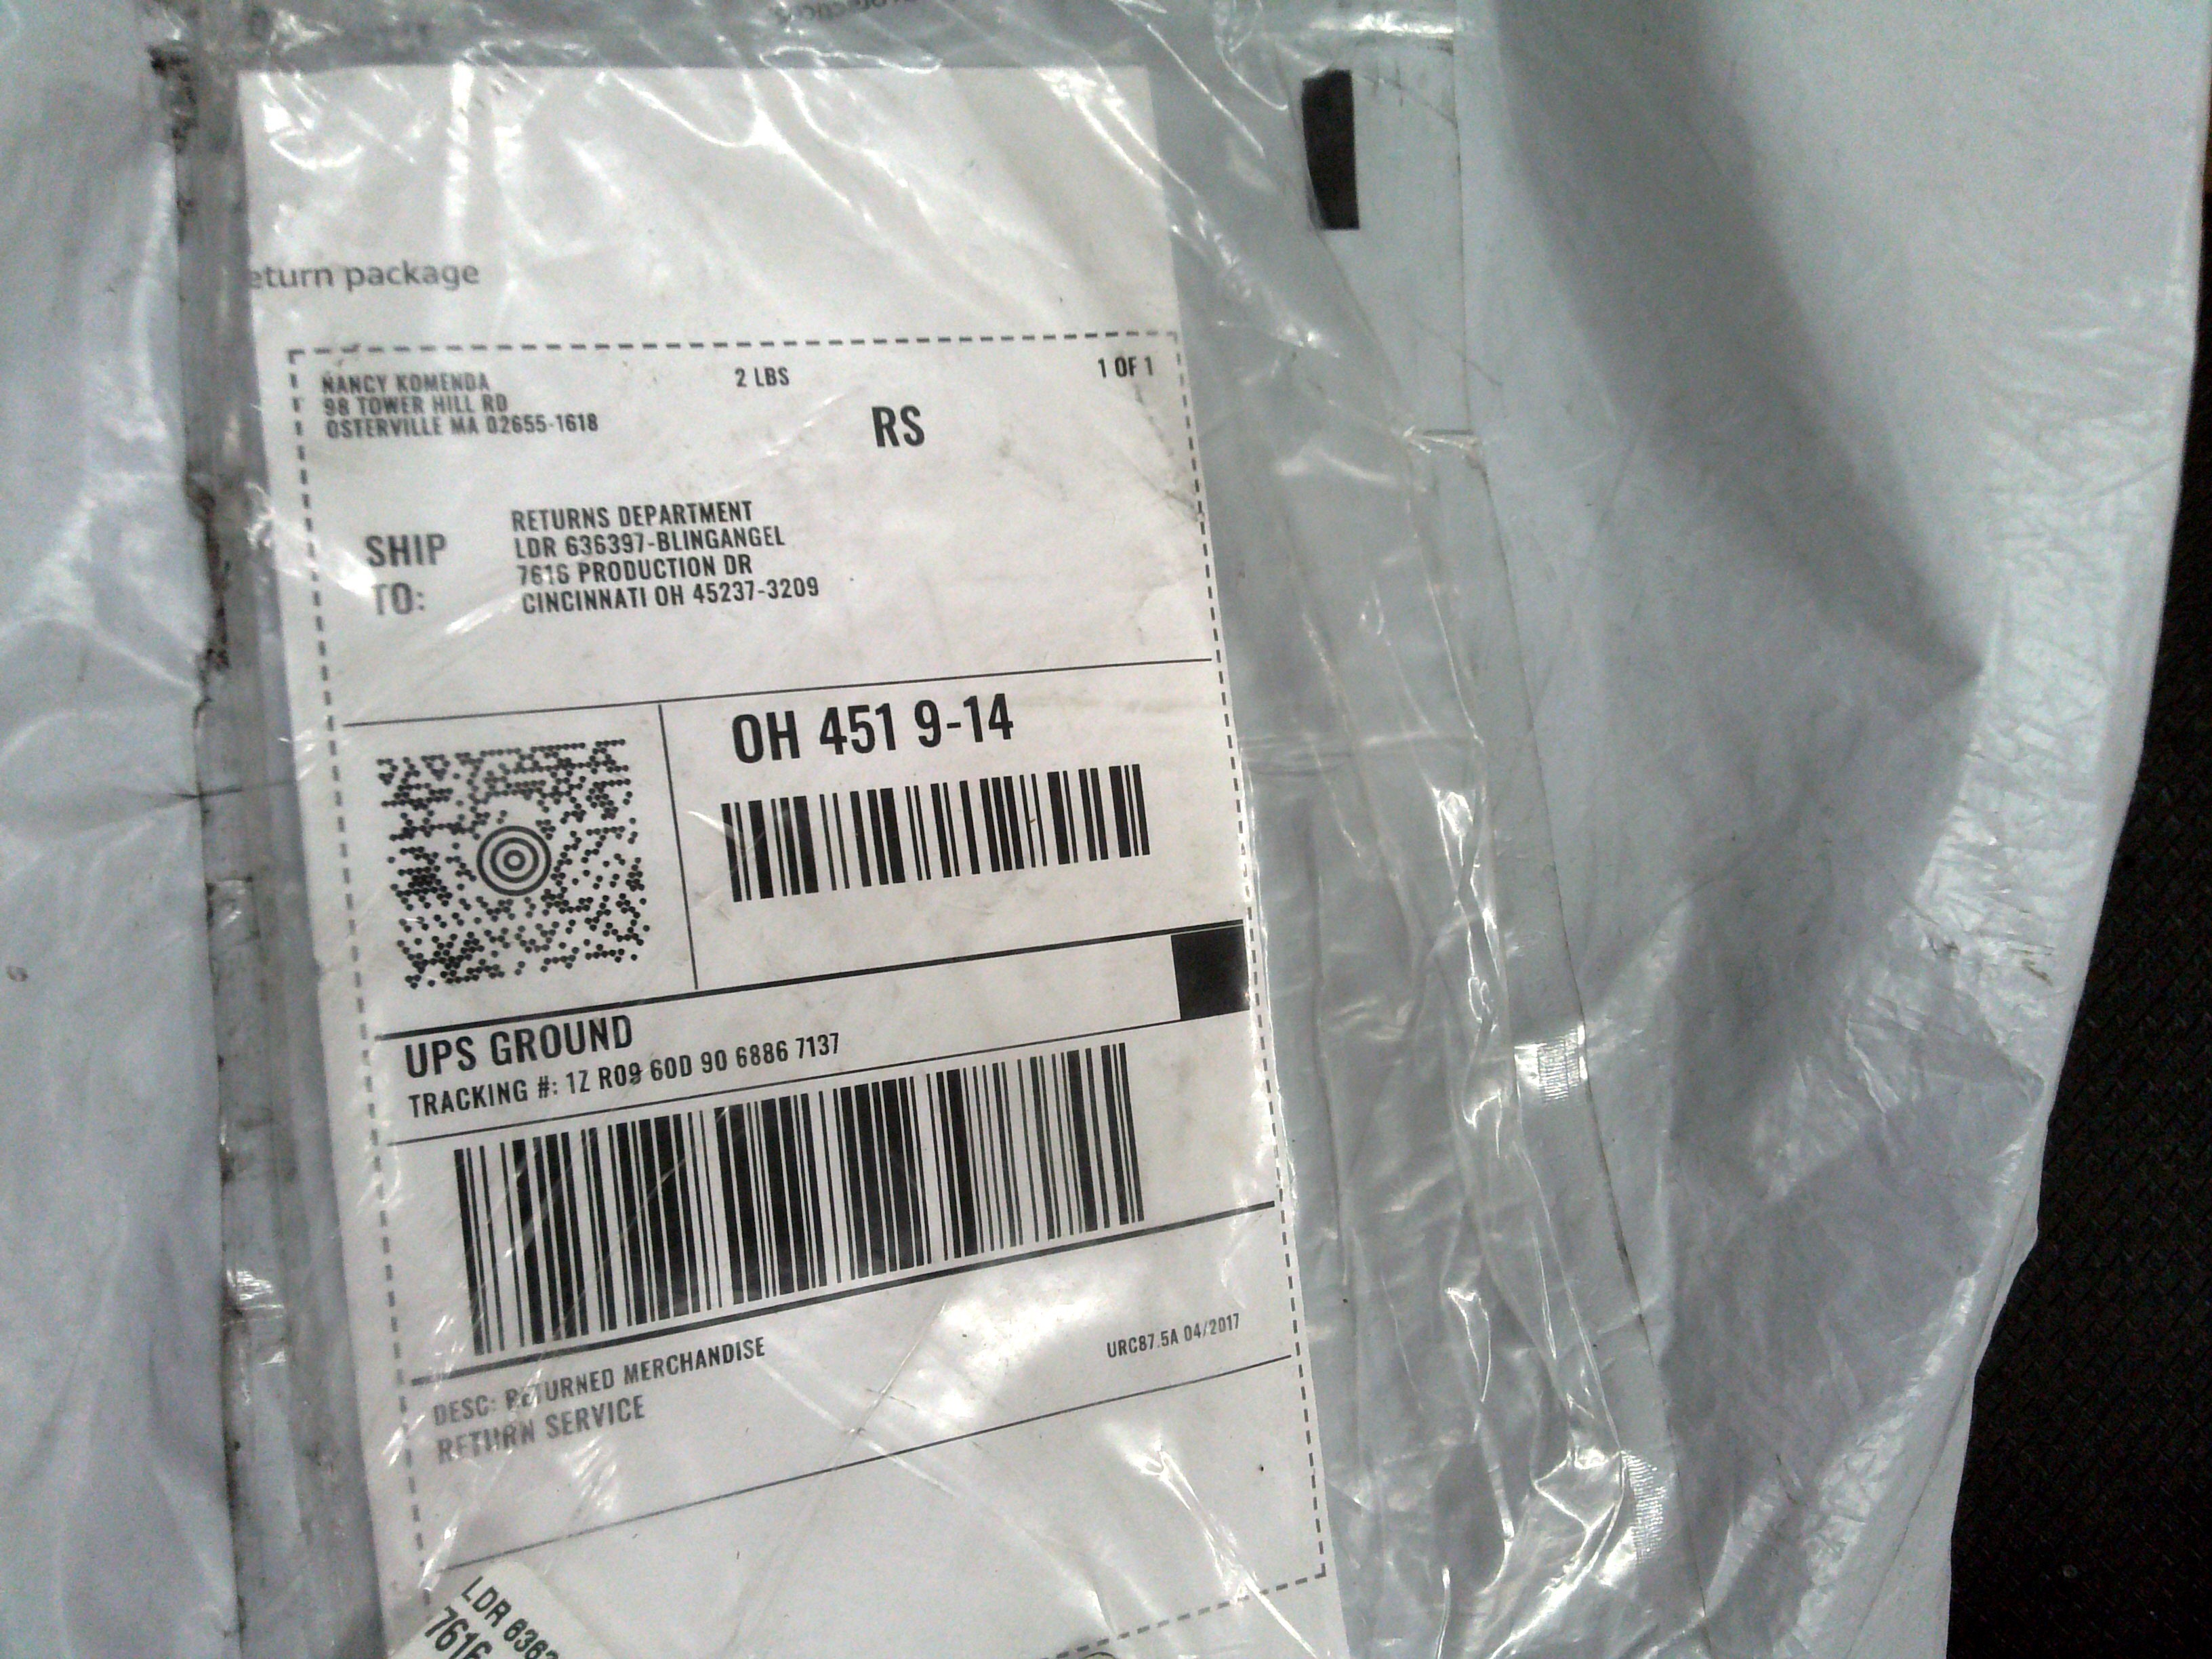 eturn package
NANCY KOMENDA
98 TOWER HILL RD
OSTERVILLE MA 02655-1618
2 LBS
1 OF 1
RS
SHIP TO:
RETURNS DEPARTMENT
LDR 636397-BLINGANGEL
7616 PRODUCTION DR
CINCINNATI OH 45237-3209
OH 451 9-14
UPS GROUND
TRACKING #: 1Z R09 60D 90 6886 7137
DESC: RETURNED MERCHANDISE
RETURN SERVICE
URC87.5A 04/2017
LDR 6363
7616